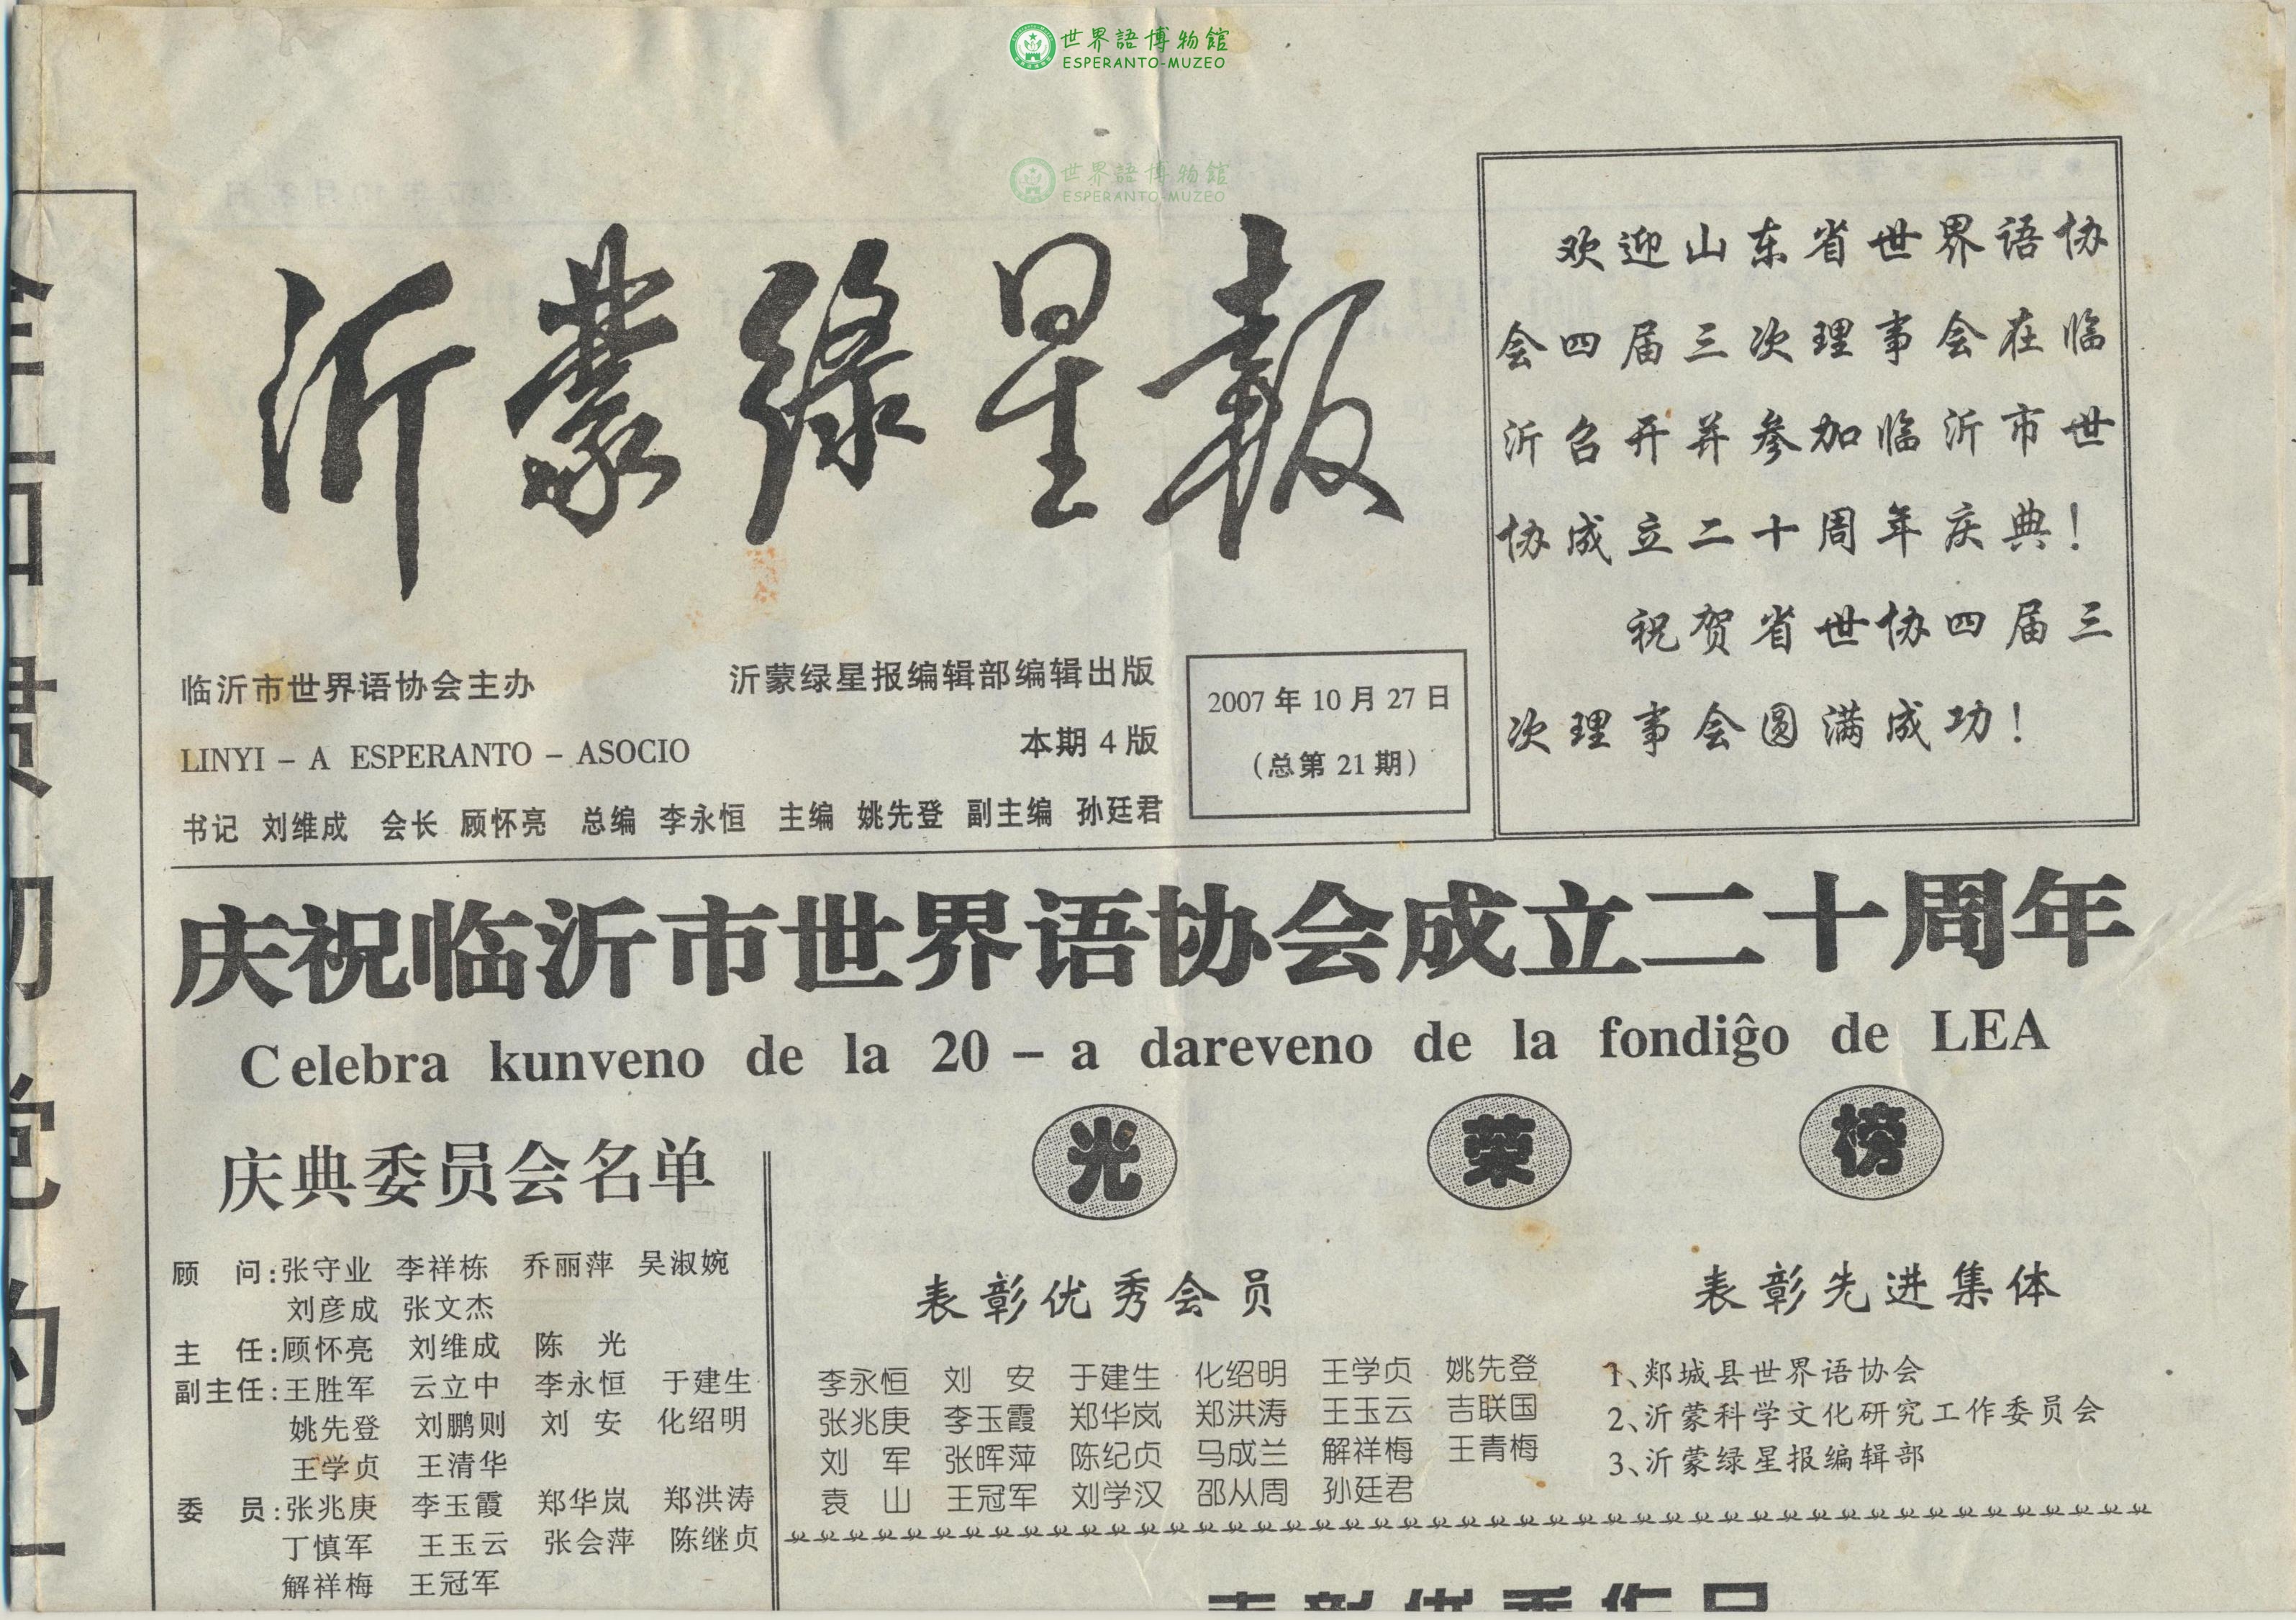 世界語博物館
ESPERANTO-MUZEO
世界語博物館
ESPERANTO-MUZEO
沂蒙綠星報
临沂市世界语协会主办
沂蒙绿星报编辑部编辑出版
LINYI – A ESPERANTO – ASOCIO
本期 4 版
书记 刘维成 会长 顾怀亮 总编 李永恒 主编 姚先登 副主编 孙廷君
2007 年 10 月 27 日
(总第 21 期)
欢迎山东省世界语协
会四届三次理事会在临
沂召开并参加临沂市世
协成立二十周年庆典！
祝贺省世协四届三
次理事会圆满成功！
庆祝临沂市世界语协会成立二十周年
Celebra kunveno de la 20 – a dareveno de la fondiĝo de LEA
庆典委员会名单
顾 问:张守业 李祥栋 乔丽萍 吴淑婉
刘彦成 张文杰
主 任:顾怀亮 刘维成 陈 光
副主任:王胜军 云立中 李永恒 于建生
姚先登 刘鹏则 刘 安 化绍明
王学贞 王清华
委 员:张兆庚 李玉霞 郑华岚 郑洪涛
丁慎军 王玉云 张会萍 陈继贞
解祥梅 王冠军
光荣榜
表彰优秀会员
李永恒 刘 安 于建生 化绍明 王学贞 姚先登
张兆庚 李玉霞 郑华岚 郑洪涛 王玉云 吉联国
刘 军 张晖萍 陈纪贞 马成兰 解祥梅 王青梅
袁 山 王冠军 刘学汉 邵从周 孙廷君
表彰先进集体
1、郯城县世界语协会
2、沂蒙科学文化研究工作委员会
3、沂蒙绿星报编辑部